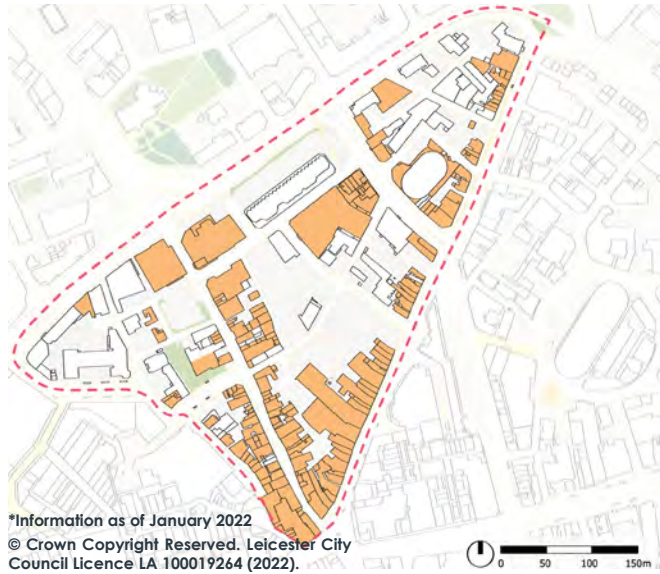 *Information as of January 2022
© Crown Copyright Reserved. Leicester City
Council Licence LA 100019264 (2022).
0 50 100 150m